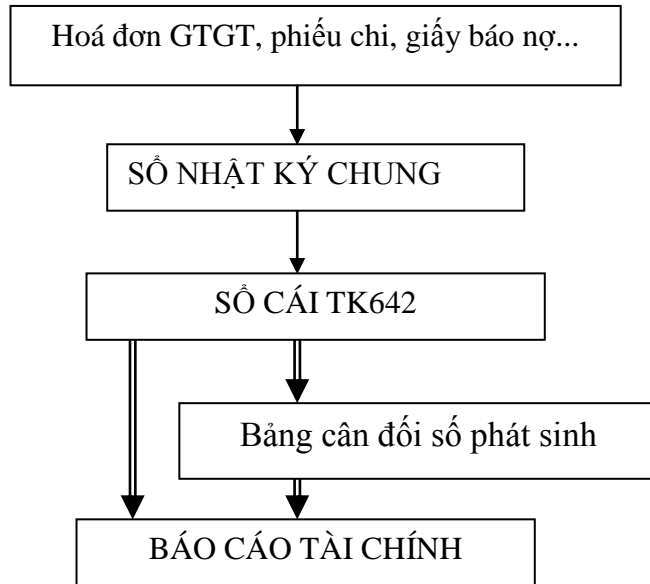 Hoá đơn GTGT, phiếu chi, giấy báo nợ...
SỔ NHẬT KÝ CHUNG
SỔ CÁI TK642
Bảng cân đối số phát sinh
BÁO CÁO TÀI CHÍNH